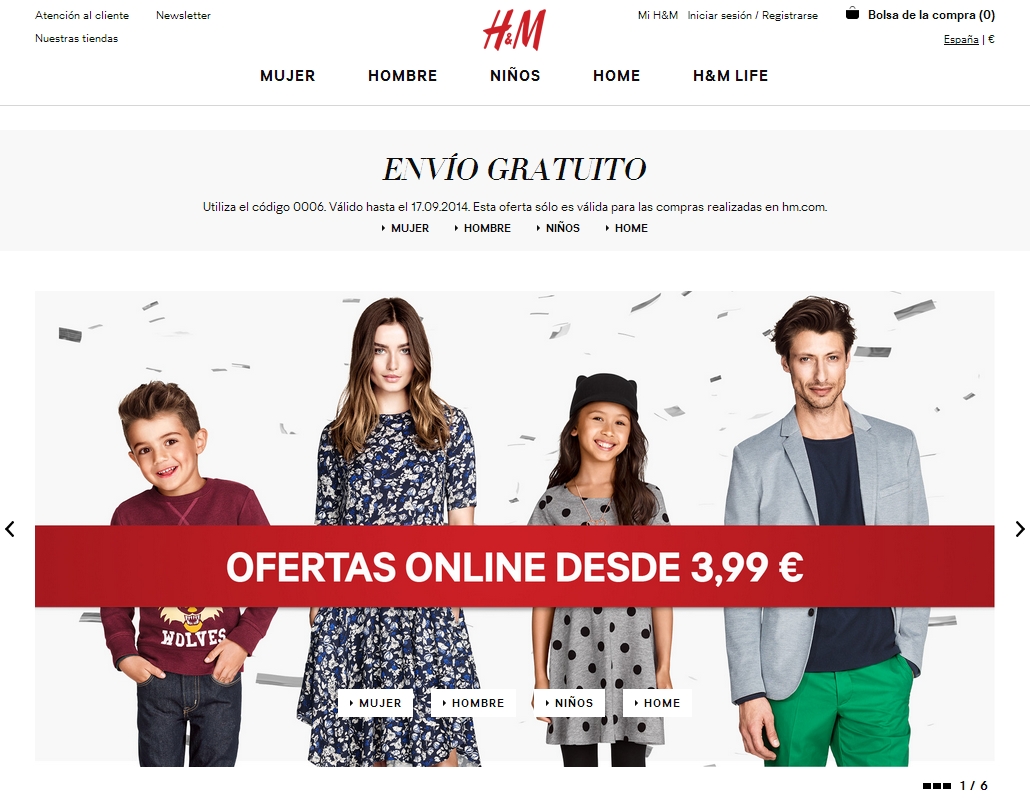 Atención al cliente Newsletter
H&M
Mi H&M Iniciar sesión / Registrarse Bolsa de la compra (0)
Nuestras tiendas
España | €
MUJER HOMBRE NIÑOS HOME H&M LIFE
ENVÍO GRATUITO
Utiliza el código 0006. Válido hasta el 17.09.2014. Esta oferta sólo es válida para las compras realizadas en hm.com.
MUJER HOMBRE NIÑOS HOME
OFERTAS ONLINE DESDE 3,99 €
WOLVES
MUJER HOMBRE NIÑOS HOME
1 / 6